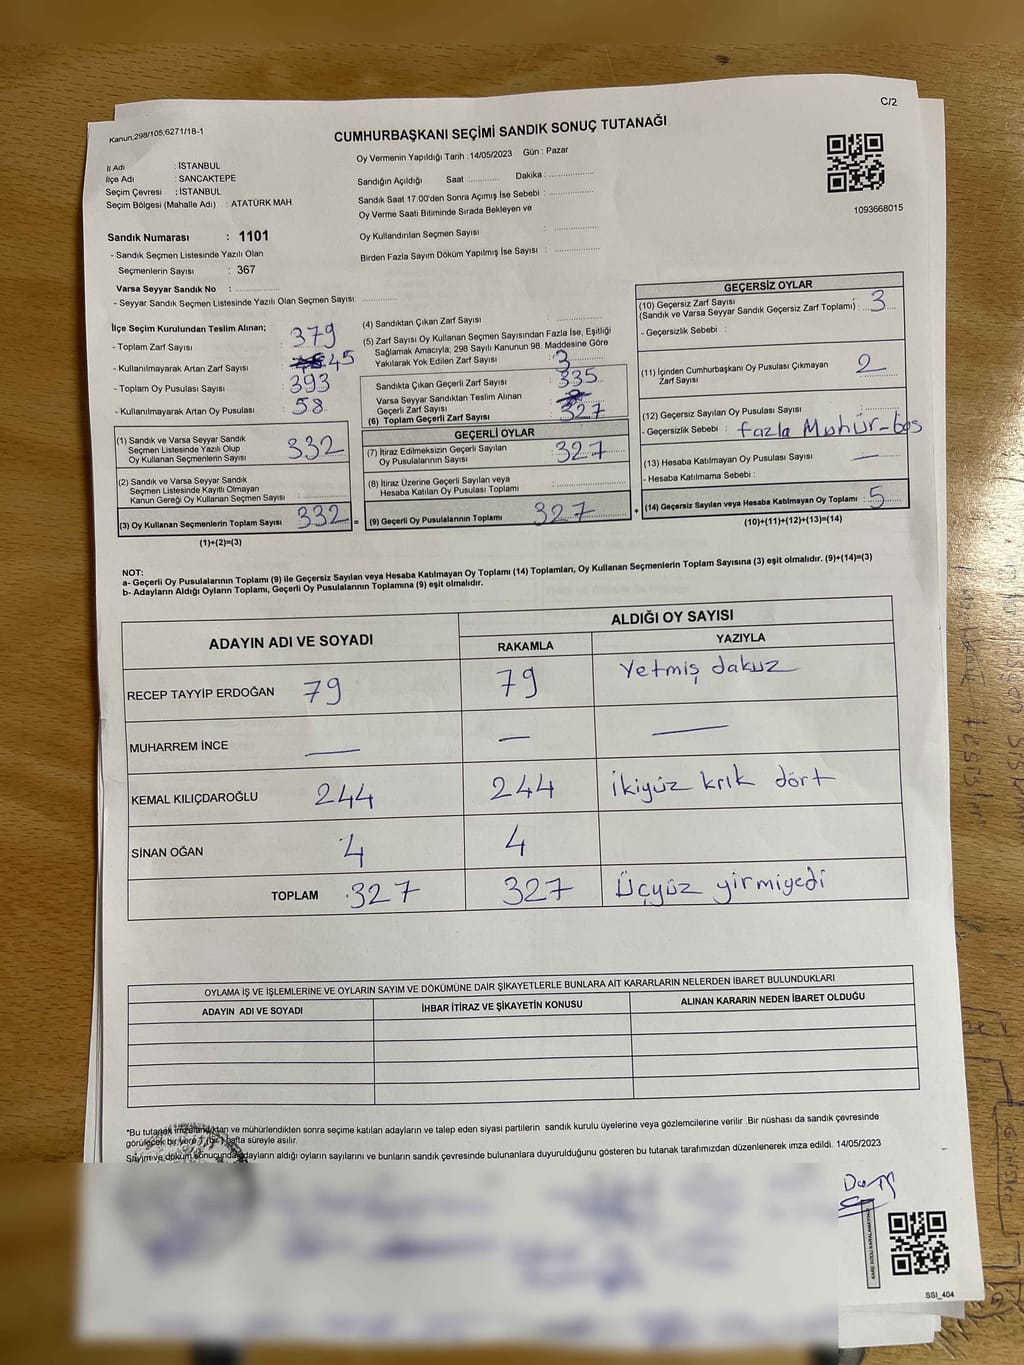 C/2
Kanun:298/105,6271/18-1
CUMHURBAŞKANI SEÇİMİ SANDIK SONUÇ TUTANAĞI
İl Adı : İSTANBUL
İlçe Adı : SANCAKTEPE
Seçim Çevresi : İSTANBUL
Seçim Bölgesi (Mahalle Adı) : ATATÜRK MAH.
Oy Vermenin Yapıldığı Tarih :14/05/2023 Gün : Pazar
Sandığın Açıldığı Saat :.......... Dakika :..............
Sandık Saat 17:00'den Sonra Açımış İse Sebebi :..............
Oy Verme Saati Bitiminde Sırada Bekleyen ve
Oy Kullandırılan Seçmen Sayısı :..............
Birden Fazla Sayım Döküm Yapılmış İse Sayısı :..............
1093668015
Sandık Numarası : 1101
- Sandık Seçmen Listesinde Yazılı Olan
Seçmenlerin Sayısı : 367
Varsa Seyyar Sandık No :..............
- Seyyar Sandık Seçmen Listesinde Yazılı Olan Seçmen Sayısı:..............
İlçe Seçim Kurulundan Teslim Alınan;
- Toplam Zarf Sayısı : 379
- Kullanılmayarak Artan Zarf Sayısı : 45
- Toplam Oy Pusulası Sayısı : 393
- Kullanılmayarak Artan Oy Pusulası : 58
(1) Sandık ve Varsa Seyyar Sandık
Seçmen Listesinde Yazılı Olup
Oy Kullanan Seçmenlerin Sayısı : 332
(2) Sandık ve Varsa Seyyar Sandık
Seçmen Listesinde Kayıtlı Olmayan
Kanun Gereği Oy Kullanan Seçmen Sayısı :..............
(3) Oy Kullanan Seçmenlerin Toplam Sayısı : 332 =
(1)+(2)=(3)
(4) Sandıktan Çıkan Zarf Sayısı :..............
(5) Zarf Sayısı Oy Kullanan Seçmen Sayısından Fazla İse, Eşitliği
Sağlamak Amacıyla; 298 Sayılı Kanunun 98. Maddesine Göre
Yakılarak Yok Edilen Zarf Sayısı : 3
Sandıkta Çıkan Geçerli Zarf Sayısı : 335
Varsa Seyyar Sandıktan Teslim Alınan
Geçerli Zarf Sayısı
(6) Toplam Geçerli Zarf Sayısı : 327
GEÇERLİ OYLAR
(7) İtiraz Edilmeksizin Geçerli Sayılan
Oy Pusulalarının Sayısı : 327
(8) İtiraz Üzerine Geçerli Sayılan veya
Hesaba Katılan Oy Pusulası Toplamı :..............
(9) Geçerli Oy Pusulalarının Toplamı : 327 +
GEÇERSİZ OYLAR
(10) Geçersiz Zarf Sayısı
(Sandık ve Varsa Seyyar Sandık Geçersiz Zarf Toplamı) : 3
- Geçersizlik Sebebi :
(11) İçinden Cumhurbaşkanı Oy Pusulası Çıkmayan
Zarf Sayısı : 2
(12) Geçersiz Sayılan Oy Pusulası Sayısı :..............
- Geçersizlik Sebebi : fazla Mühür-boş
(13) Hesaba Katılmayan Oy Pusulası Sayısı : —
- Hesaba Katılmama Sebebi :
(14) Geçersiz Sayılan veya Hesaba Katılmayan Oy Toplamı : 5
(10)+(11)+(12)+(13)=(14)
NOT:
a- Geçerli Oy Pusulalarının Toplamı (9) ile Geçersiz Sayılan veya Hesaba Katılmayan Oy Toplamı (14) Toplamları, Oy Kullanan Seçmenlerin Toplam Sayısına (3) eşit olmalıdır. (9)+(14)=(3)
b- Adayların Aldığı Oyların Toplamı, Geçerli Oy Pusulalarının Toplamına (9) eşit olmalıdır.
ADAYIN ADI VE SOYADI ALDIĞI OY SAYISI
RAKAMLA YAZIYLA
RECEP TAYYİP ERDOĞAN 79 79 Yetmiş dokuz
MUHARREM İNCE — — —
KEMAL KILIÇDAROĞLU 244 244 ikiyüz kırk dört
SİNAN OĞAN 4 4
TOPLAM 327 327 Üçyüz yirmiyedi
OYLAMA İŞ VE İŞLEMLERİNE VE OYLARIN SAYIM VE DÖKÜMÜNE DAİR ŞİKAYETLERLE BUNLARA AİT KARARLARIN NELERDEN İBARET BULUNDUKLARI
ADAYIN ADI VE SOYADI İHBAR İTİRAZ VE ŞİKAYETİN KONUSU ALINAN KARARIN NEDEN İBARET OLDUĞU
*Bu tutanak imzalandıktan ve mühürlendikten sonra seçime katılan adayların ve talep eden siyasi partilerin sandık kurulu üyelerine veya gözlemcilerine verilir. Bir nüshası da sandık çevresinde
görülecek bir yere 1 (bir) hafta süreyle asılır.
Sayım ve döküm sonucunda adayların aldığı oyların sayılarını ve bunların sandık çevresinde bulunanlara duyurulduğunu gösteren bu tutanak tarafımızdan düzenlenerek imza edildi. 14/05/2023
SSI_404